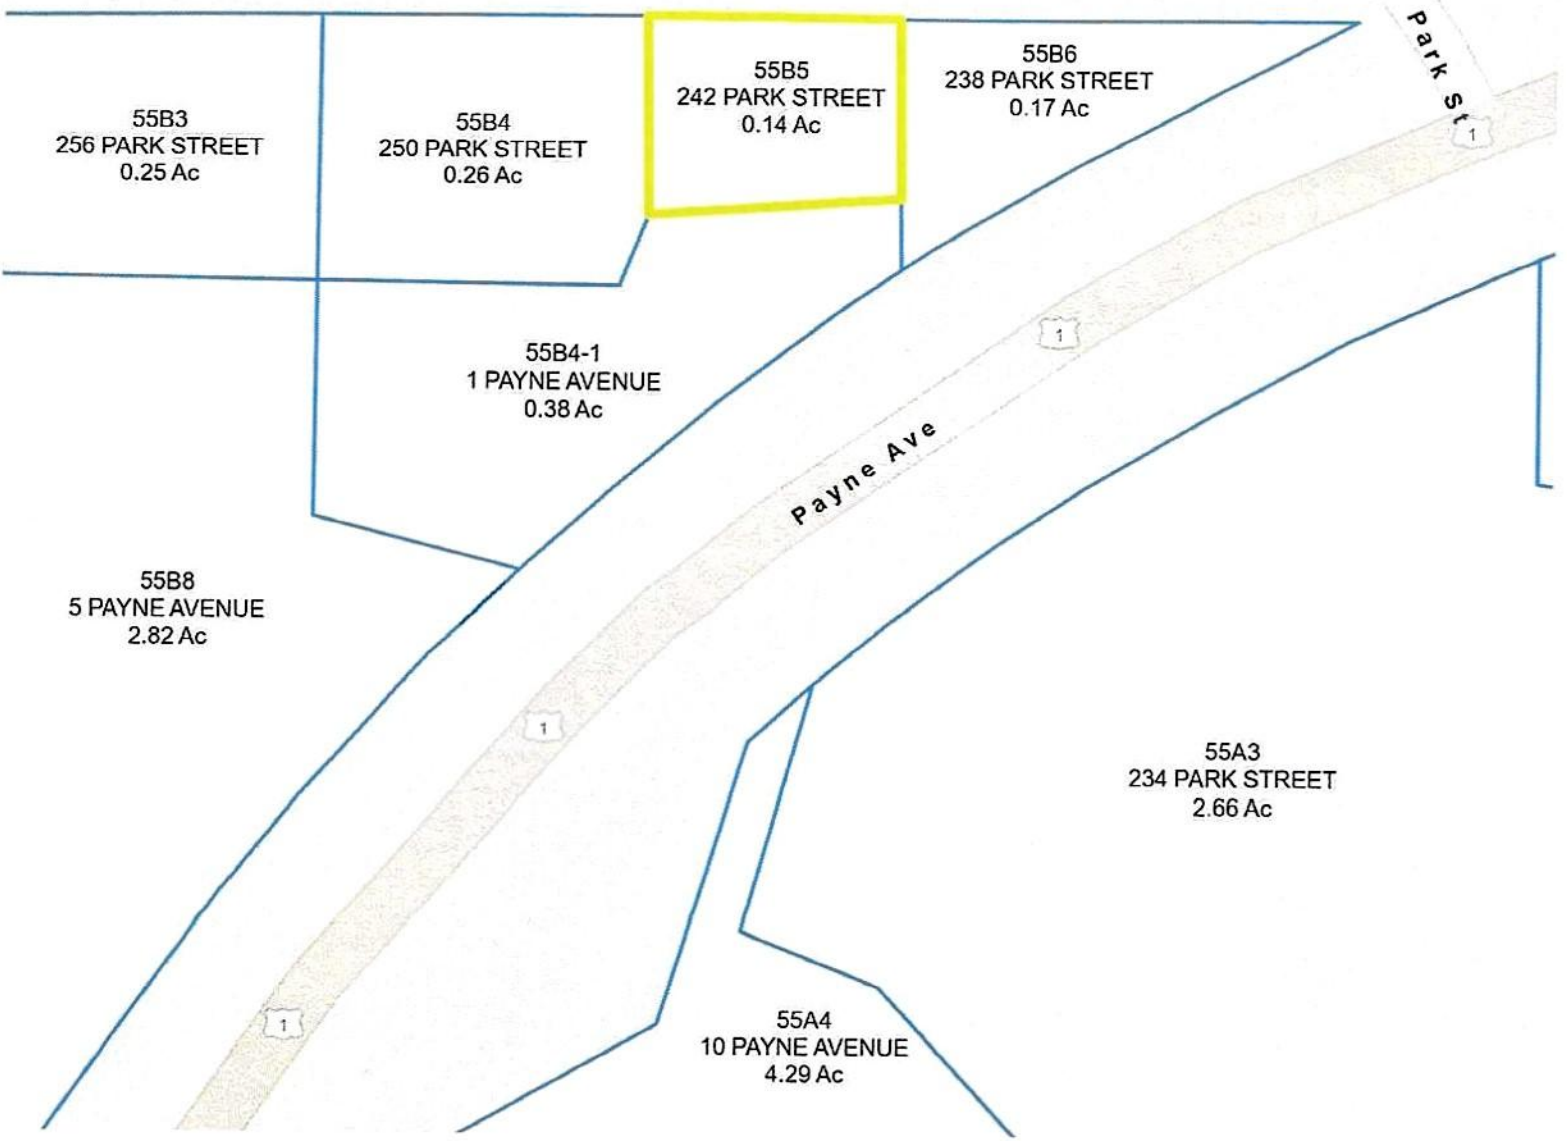 Park St
1
55B3
256 PARK STREET
0.25 Ac
55B4
250 PARK STREET
0.26 Ac
55B5
242 PARK STREET
0.14 Ac
55B6
238 PARK STREET
0.17 Ac
1
55B4-1
1 PAYNE AVENUE
0.38 Ac
Payne Ave
55B8
5 PAYNE AVENUE
2.82 Ac
1
55A3
234 PARK STREET
2.66 Ac
1
55A4
10 PAYNE AVENUE
4.29 Ac